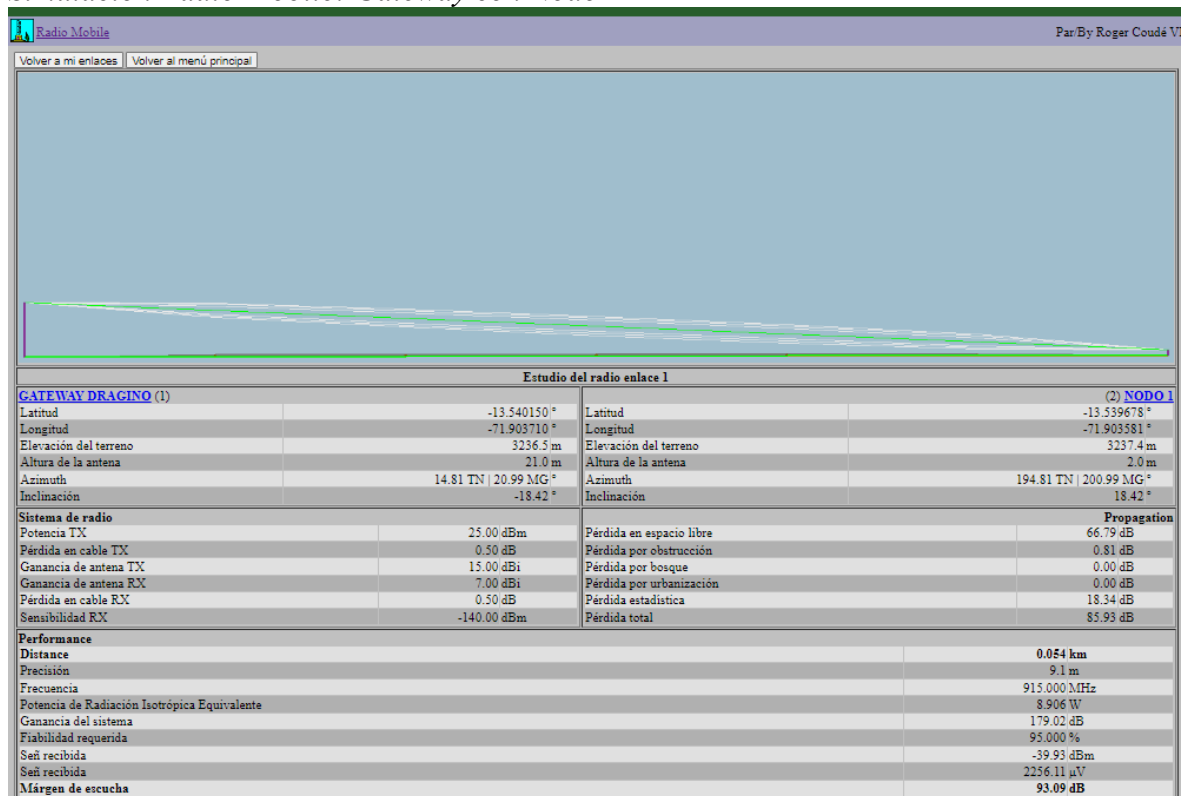 Radio Mobile
Par/By Roger Coudé
Volver a mi enlaces Volver al menú principal
Estudio del radio enlace 1
GATEWAY DRAGINO (1) (2) NODO 1
Latitud -13.540150 ° Latitud -13.539678 °
Longitud -71.903710 ° Longitud -71.903581 °
Elevación del terreno 3236.5 m Elevación del terreno 3237.4 m
Altura de la antena 21.0 m Altura de la antena 2.0 m
Azimuth 14.81 TN | 20.99 MG ° Azimuth 194.81 TN | 200.99 MG °
Inclinación -18.42 ° Inclinación 18.42 °
Sistema de radio Propagation
Potencia TX 25.00 dBm Pérdida en espacio libre 66.79 dB
Pérdida en cable TX 0.50 dB Pérdida por obstrucción 0.81 dB
Ganancia de antena TX 15.00 dBi Pérdida por bosque 0.00 dB
Ganancia de antena RX 7.00 dBi Pérdida por urbanización 0.00 dB
Pérdida en cable RX 0.50 dB Pérdida estadística 18.34 dB
Sensibilidad RX -140.00 dBm Pérdida total 85.93 dB
Performance
Distance 0.054 km
Precisión 9.1 m
Frecuencia 915.000 MHz
Potencia de Radiación Isotrópica Equivalente 8.906 W
Ganancia del sistema 179.02 dB
Fiabilidad requerida 95.000 %
Señ recibida -39.93 dBm
Señ recibida 2256.11 µV
Márgen de escucha 93.09 dB